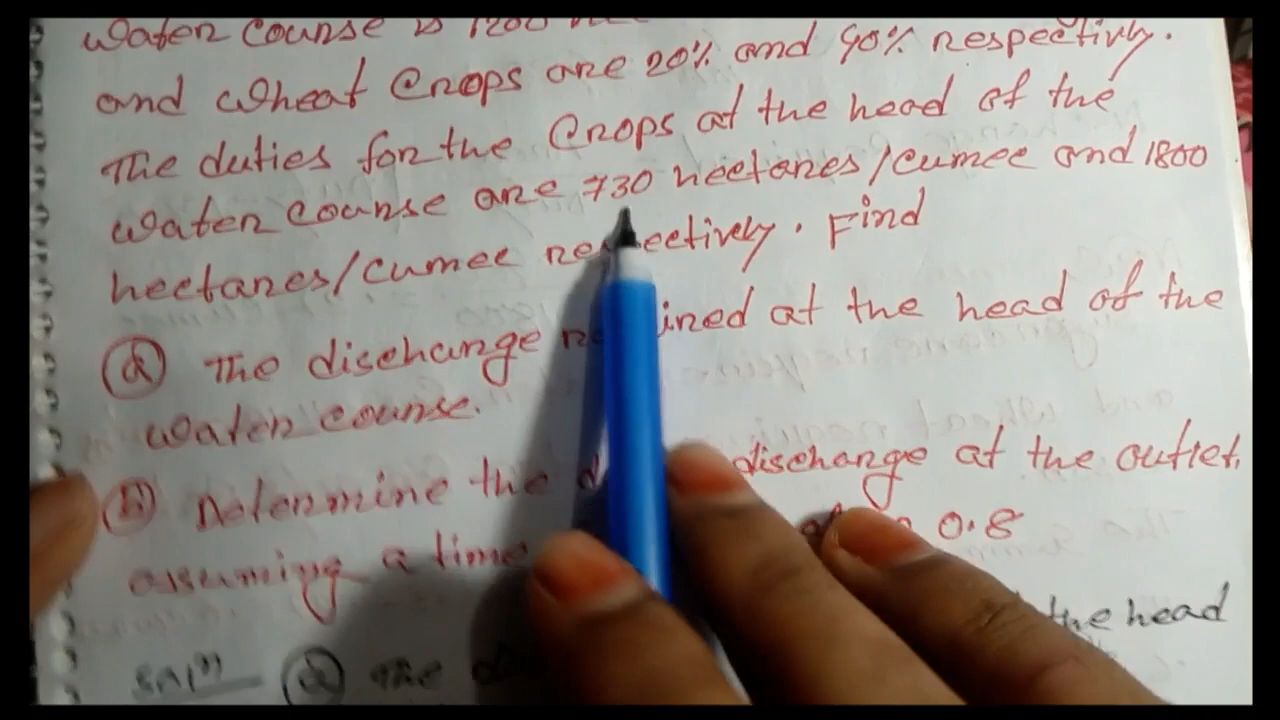 water course is 1200
and wheat crops are 20% and 40% respectively.
The duties for the crops at the head of the
water course are 730 hectares/cumec and 1800
hectares/cumec respectively. Find
(a) The discharge at the head of the
water course.
(b) Determine the discharge at the outlet,
assuming a time 0.8
soln (a) The the head